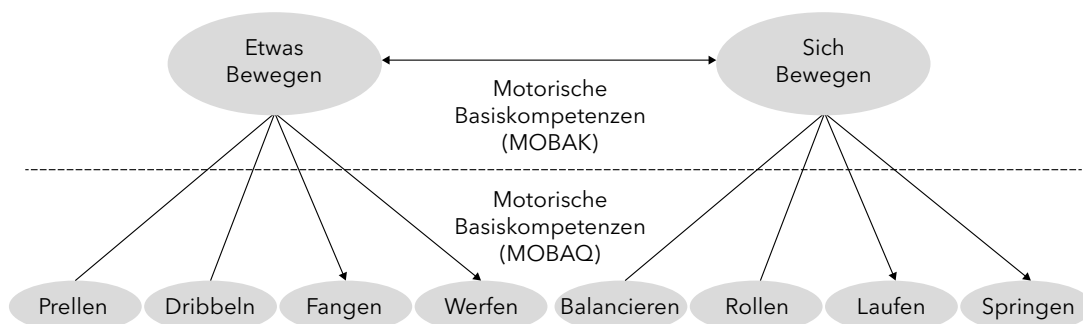 Etwas
Bewegen
Sich
Bewegen
Motorische
Basiskompetenzen
(MOBAK)
Motorische
Basiskompetenzen
(MOBAQ)
Prellen
Dribbeln
Fangen
Werfen
Balancieren
Rollen
Laufen
Springen